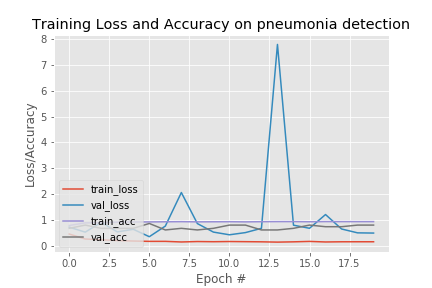 Training Loss and Accuracy on pneumonia detection
8
7
6
5
4
3
2
1
0
Loss/Accuracy
train_loss
val_loss
train_acc
val_acc
0.0 2.5 5.0 7.5 10.0 12.5 15.0 17.5
Epoch #